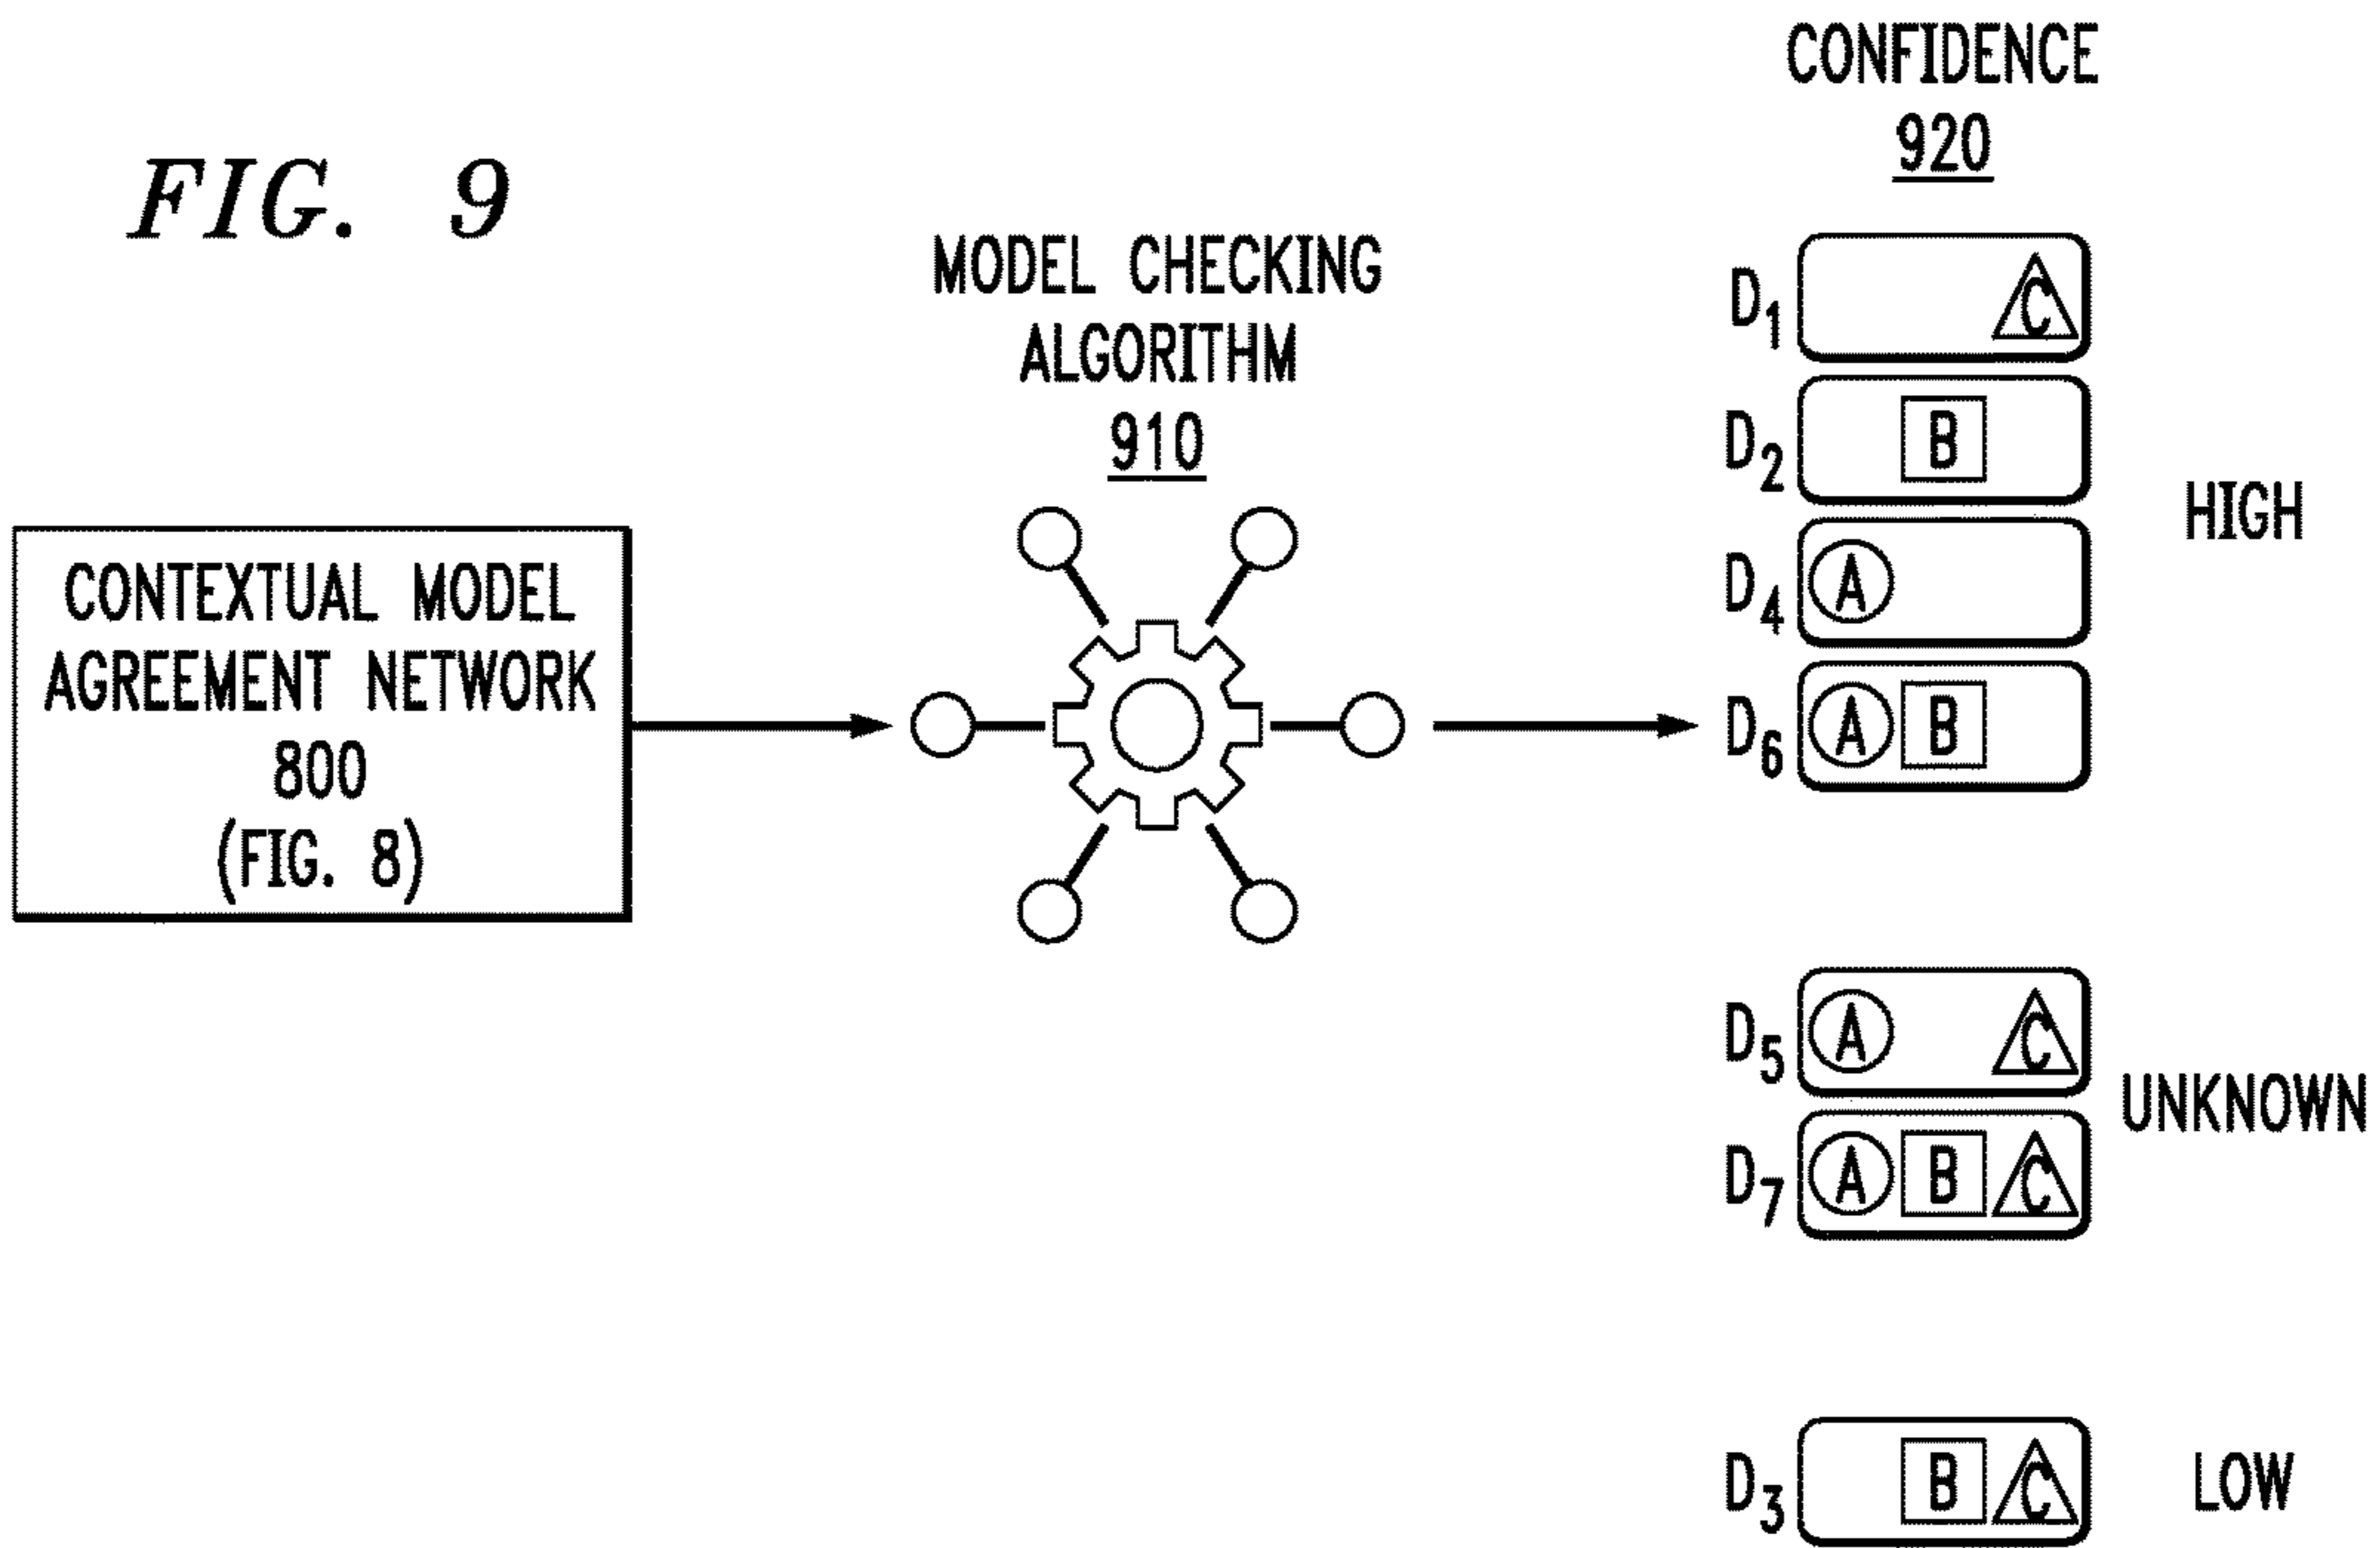 FIG. 9
CONFIDENCE
920
MODEL CHECKING
ALGORITHM
910
CONTEXTUAL MODEL
AGREEMENT NETWORK
800
(FIG. 8)
D1 C
D2 B
HIGH
D4 A
D6 A B
D5 A C
UNKNOWN
D7 A B C
D3 B C LOW